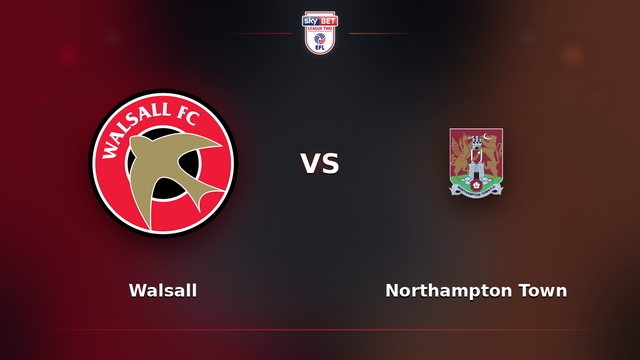 sky BET
LEAGUE TWO
EFL
WALSALL FC
VS
Walsall
Northampton Town